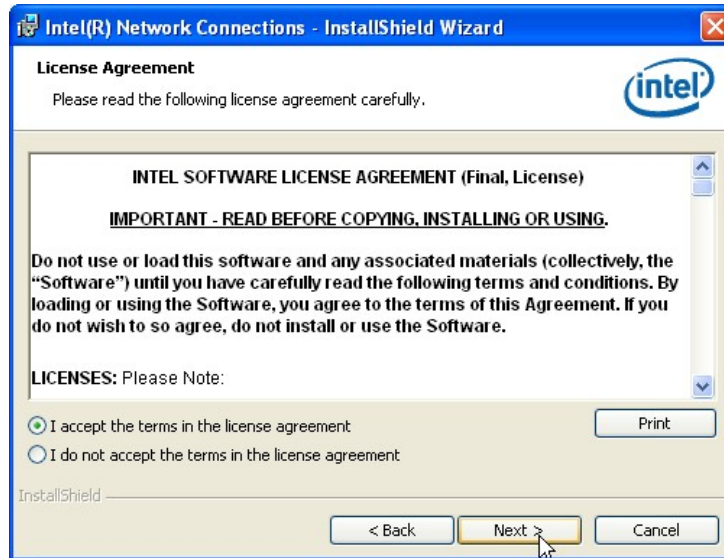 Intel(R) Network Connections - InstallShield Wizard
License Agreement
Please read the following license agreement carefully.
intel
INTEL SOFTWARE LICENSE AGREEMENT (Final, License)
IMPORTANT - READ BEFORE COPYING, INSTALLING OR USING.
Do not use or load this software and any associated materials (collectively, the
“Software”) until you have carefully read the following terms and conditions. By
loading or using the Software, you agree to the terms of this Agreement. If you
do not wish to so agree, do not install or use the Software.
LICENSES: Please Note:
I accept the terms in the license agreement
Print
I do not accept the terms in the license agreement
InstallShield
< Back
Next >
Cancel